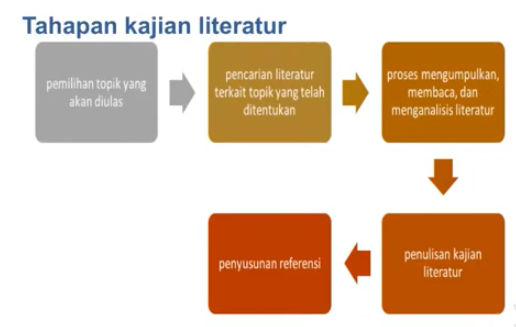 Tahapan kajian literatur
pemilihan topik yang
akan diulas
pencarian literatur
terkait topik yang telah
ditentukan
proses mengumpulkan,
membaca, dan
menganalisis literatur
penulisan kajian
literatur
penyusunan referensi